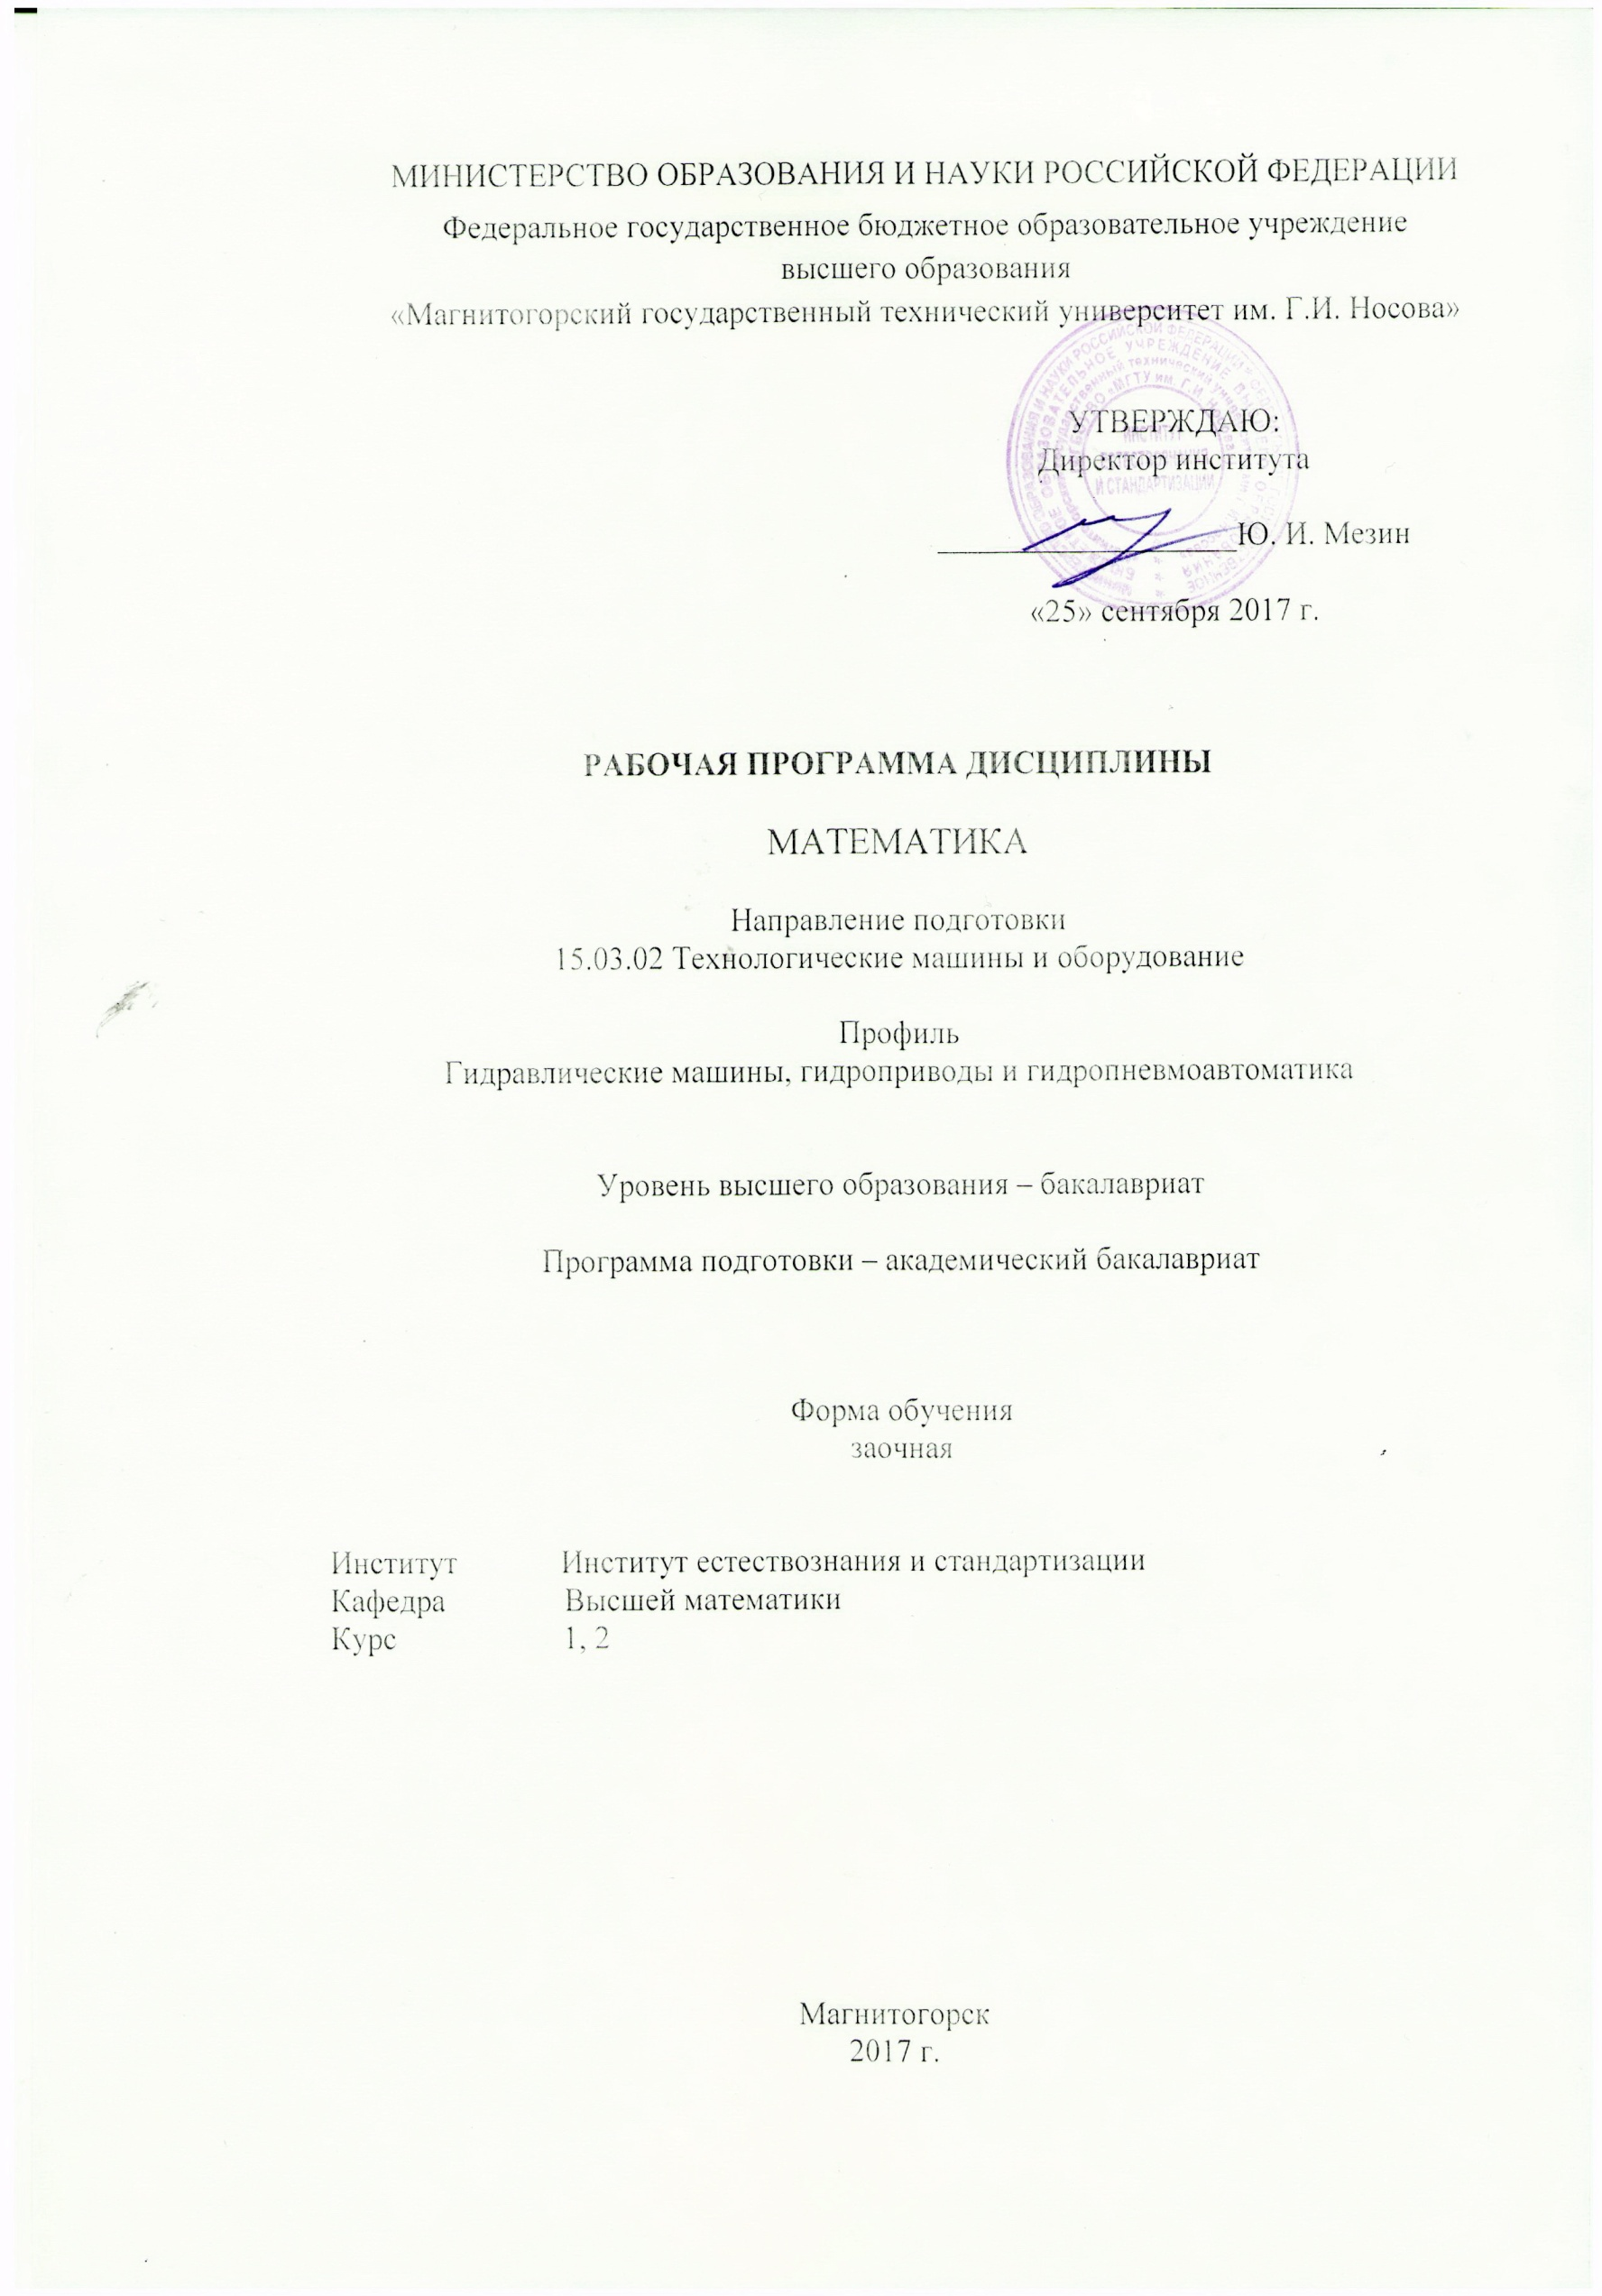 МИНИСТЕРСТВО ОБРАЗОВАНИЯ И НАУКИ РОССИЙСКОЙ ФЕДЕРАЦИИ
Федеральное государственное бюджетное образовательное учреждение
высшего образования
«Магнитогорский государственный технический университет им. Г.И. Носова»
УТВЕРЖДАЮ:
Директор института
И СТАНДАРТИЗАЦИИ
Ю. И. Мезин
«25» сентября 2017 г.
РАБОЧАЯ ПРОГРАММА ДИСЦИПЛИНЫ
МАТЕМАТИКА
Направление подготовки
15.03.02 Технологические машины и оборудование
Профиль
Гидравлические машины, гидроприводы и гидропневмоавтоматика
Уровень высшего образования – бакалавриат
Программа подготовки – академический бакалавриат
Форма обучения
заочная
Институт Институт естествознания и стандартизации
Кафедра Высшей математики
Курс 1, 2
Магнитогорск
2017 г.